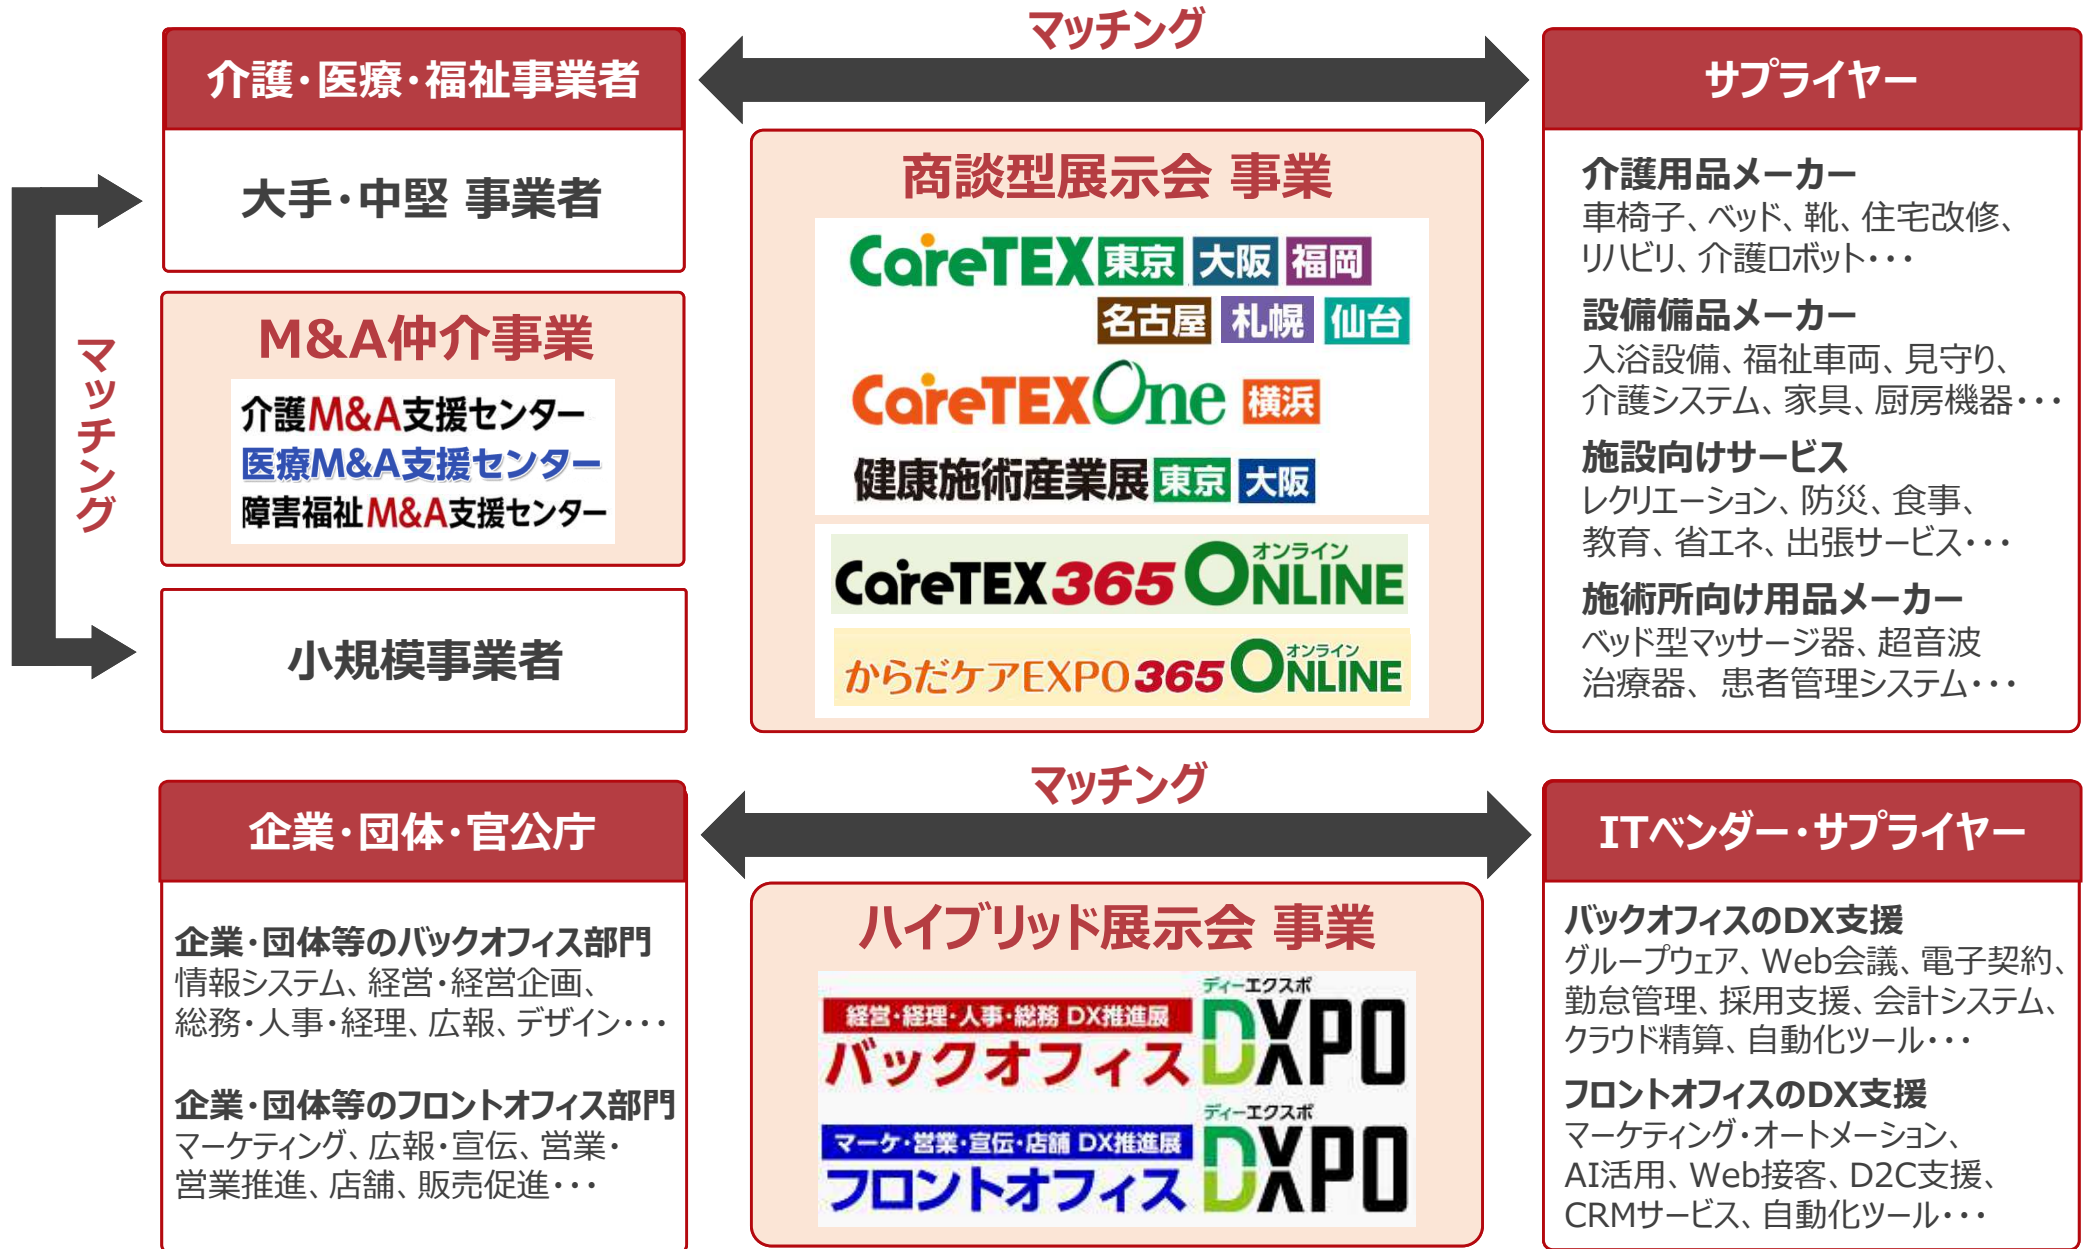 マッチング
介護・医療・福祉事業者
大手・中堅 事業者
マッチング
M&A仲介事業
介護M&A支援センター
医療M&A支援センター
障害福祉M&A支援センター
小規模事業者
商談型展示会 事業
CareTEX 東京 大阪 福岡
名古屋 札幌 仙台
CareTEX One 横浜
健康施術産業展 東京 大阪
オンライン
CareTEX 365 ONLINE
オンライン
からだケアEXPO 365 ONLINE
サプライヤー
介護用品メーカー
車椅子、ベッド、靴、住宅改修、
リハビリ、介護ロボット・・・
設備備品メーカー
入浴設備、福祉車両、見守り、
介護システム、家具、厨房機器・・・
施設向けサービス
レクリエーション、防災、食事、
教育、省エネ、出張サービス・・・
施術所向け用品メーカー
ベッド型マッサージ器、超音波
治療器、 患者管理システム・・・
マッチング
企業・団体・官公庁
企業・団体等のバックオフィス部門
情報システム、経営・経営企画、
総務・人事・経理、広報、デザイン・・・
企業・団体等のフロントオフィス部門
マーケティング、広報・宣伝、営業・
営業推進、店舗、販売促進・・・
ハイブリッド展示会 事業
ディーエクスポ
経営・経理・人事・総務 DX推進展
バックオフィス DXPO
ディーエクスポ
マーケ・営業・宣伝・店舗 DX推進展
フロントオフィス DXPO
ITベンダー・サプライヤー
バックオフィスのDX支援
グループウェア、Web会議、電子契約、
勤怠管理、採用支援、会計システム、
クラウド精算、自動化ツール・・・
フロントオフィスのDX支援
マーケティング・オートメーション、
AI活用、Web接客、D2C支援、
CRMサービス、自動化ツール・・・